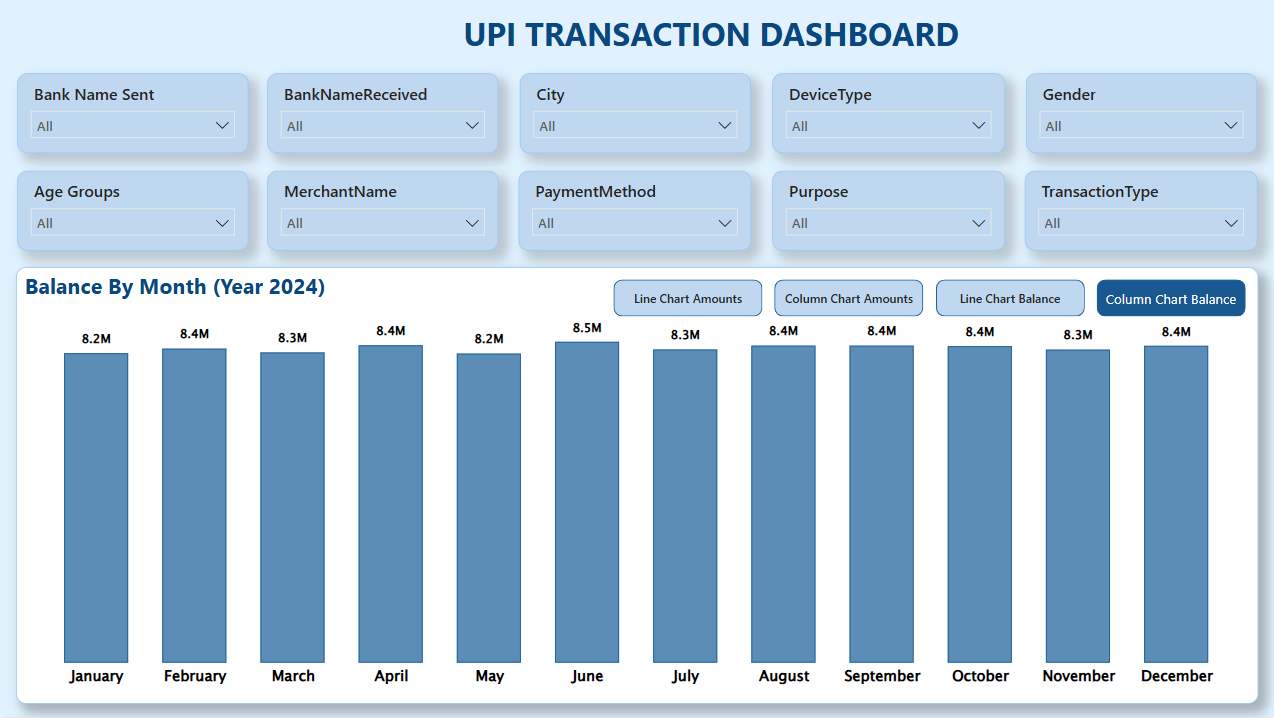 UPI TRANSACTION DASHBOARD
Bank Name Sent BankNameReceived City DeviceType Gender
All All All All All
Age Groups MerchantName PaymentMethod Purpose TransactionType
All All All All All
Balance By Month (Year 2024)
Line Chart Amounts Column Chart Amounts Line Chart Balance Column Chart Balance
8.2M 8.4M 8.3M 8.4M 8.2M 8.5M 8.3M 8.4M 8.4M 8.4M 8.3M 8.4M
January February March April May June July August September October November December